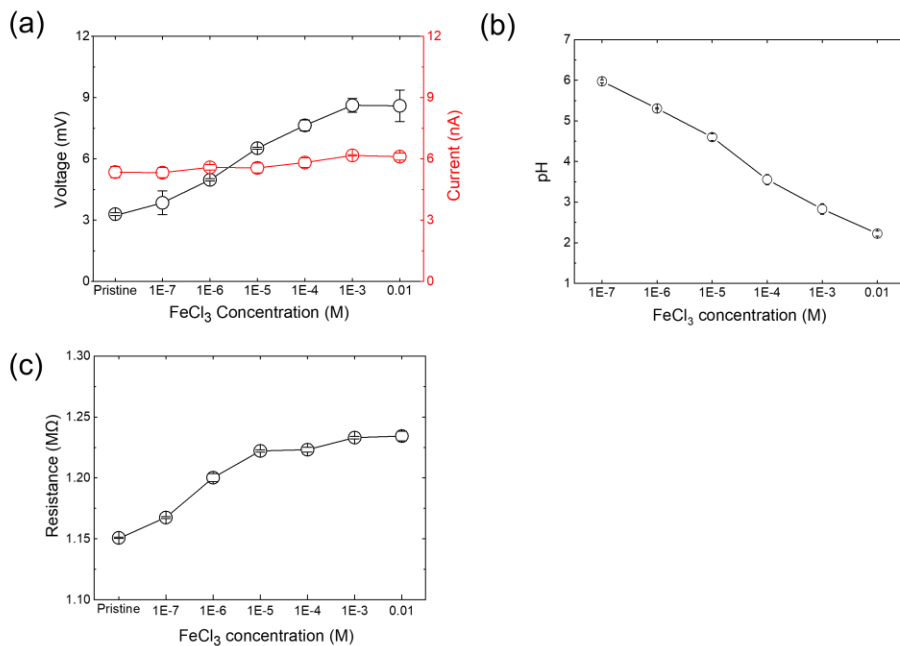 (a)
12
9
6
3
0
Voltage (mV)
12
9
6
3
0
Current (nA)
Pristine 1E-7 1E-6 1E-5 1E-4 1E-3 0.01
FeCl3 Concentration (M)
(b)
7
6
5
4
3
2
1
pH
1E-7 1E-6 1E-5 1E-4 1E-3 0.01
FeCl3 concentration (M)
(c)
1.30
1.25
1.20
1.15
1.10
Resistance (MΩ)
Pristine 1E-7 1E-6 1E-5 1E-4 1E-3 0.01
FeCl3 concentration (M)